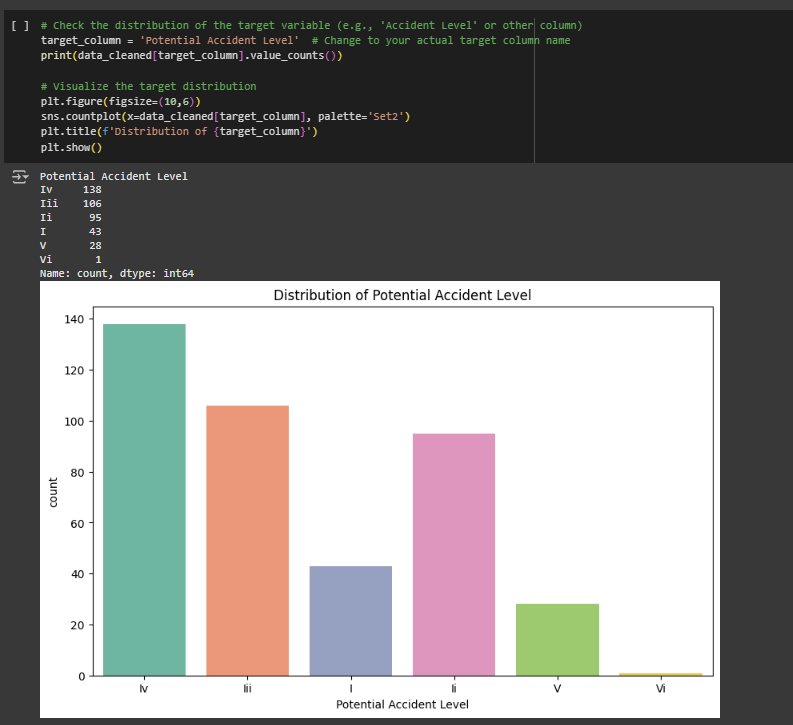 [ ] # Check the distribution of the target variable (e.g., 'Accident Level' or other column)
target_column = 'Potential Accident Level'  # Change to your actual target column name
print(data_cleaned[target_column].value_counts())
# Visualize the target distribution
plt.figure(figsize=(10,6))
sns.countplot(x=data_cleaned[target_column], palette='Set2')
plt.title(f'Distribution of {target_column}')
plt.show()
Potential Accident Level
Iv     138
Iii    106
Ii      95
I       43
V       28
Vi       1
Name: count, dtype: int64
Distribution of Potential Accident Level
140
120
100
80
60
40
20
0
count
Iv Iii I Ii V Vi
Potential Accident Level